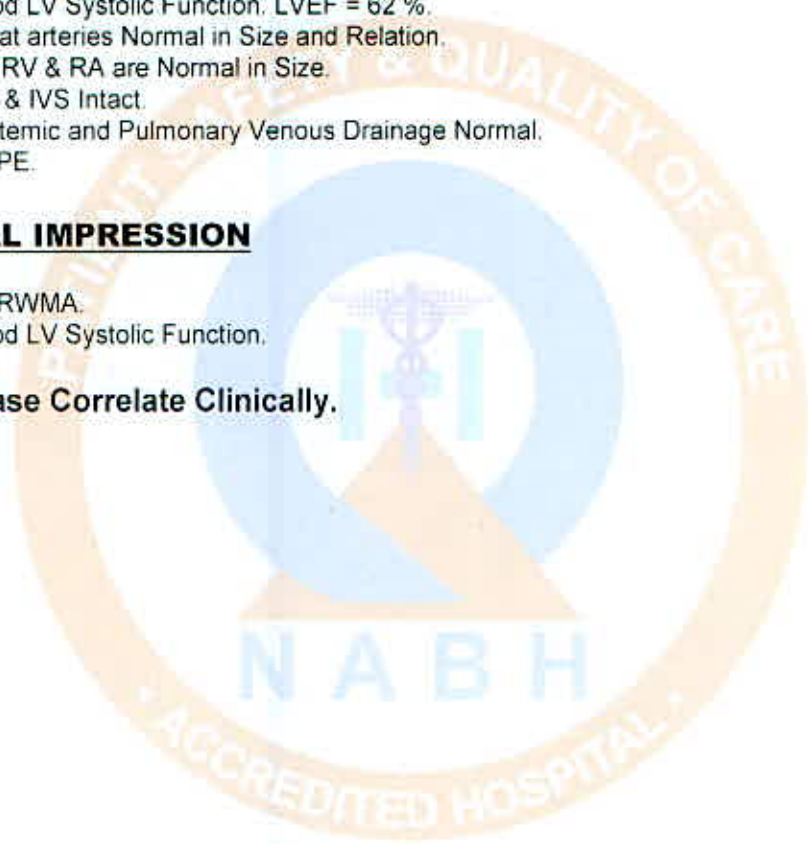 od LV Systolic Function. LVEF = 62 %.
at arteries Normal in Size and Relation.
RV & RA are Normal in Size.
& IVS Intact.
temic and Pulmonary Venous Drainage Normal.
PE.
L IMPRESSION
RWMA.
od LV Systolic Function.
ase Correlate Clinically.
PATIENT SAFETY & QUALITY OF CARE
H
NABH
· ACCREDITED HOSPITAL ·